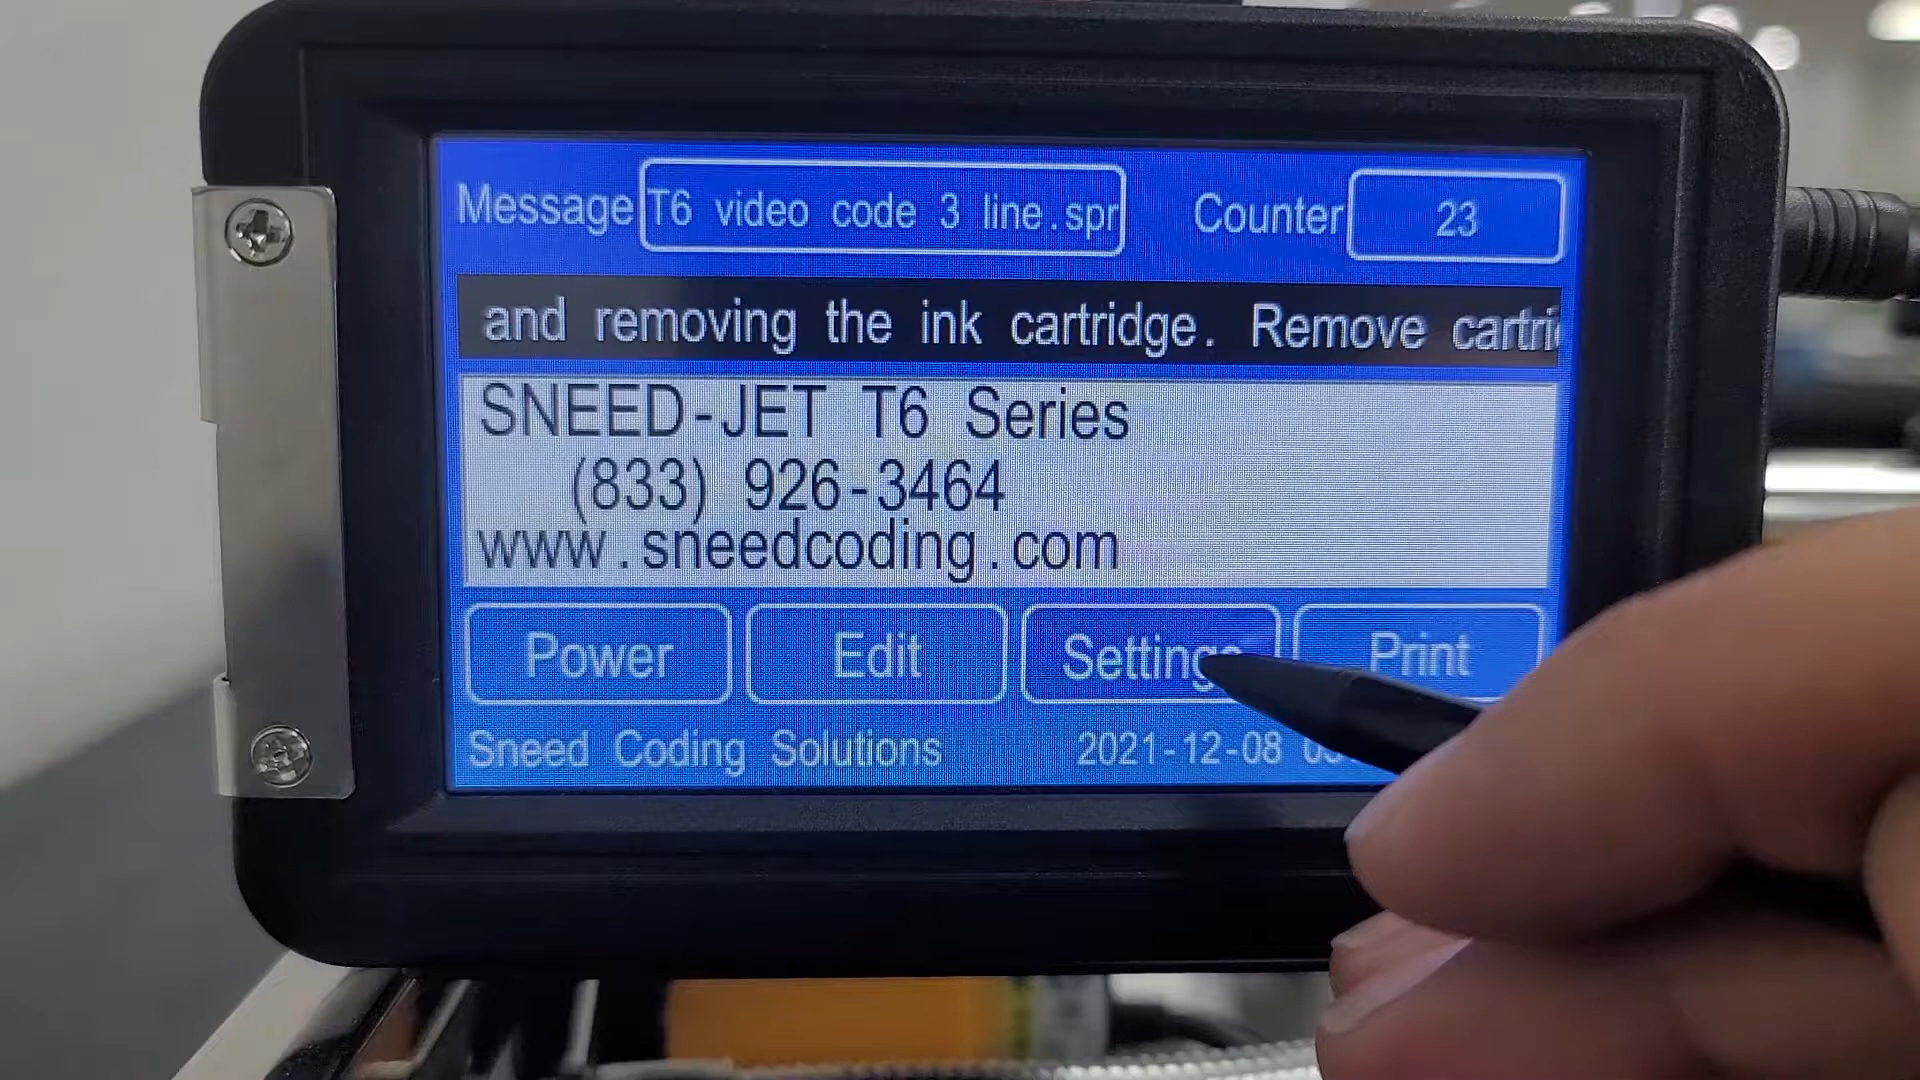 Message T6 video code 3 line.spr Counter 23
and removing the ink cartridge. Remove
SNEED-JET T6 Series
(833) 926-3464
www.sneedcoding.com
Power Edit Settings Print
Sneed Coding Solutions 2021-12-08